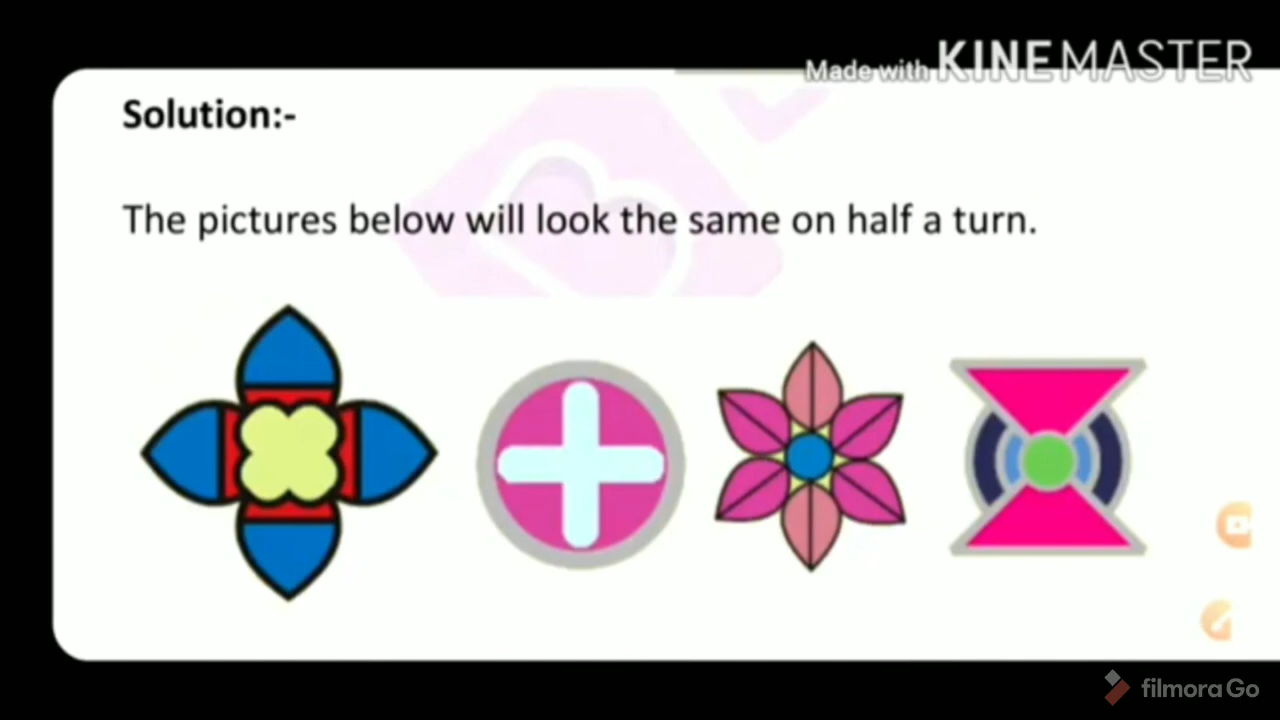 Made with KINEMASTER
Solution:-
The pictures below will look the same on half a turn.
filmora Go